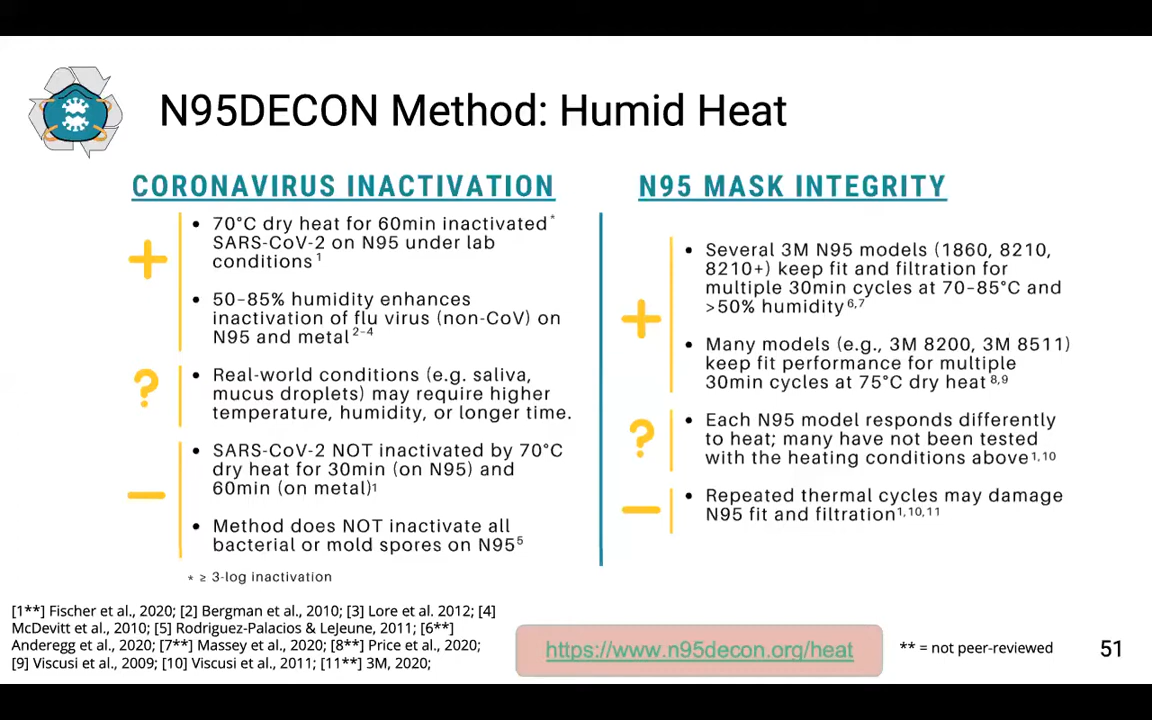 N95DECON Method: Humid Heat
CORONAVIRUS INACTIVATION
+
• 70°C dry heat for 60min inactivated*
SARS-CoV-2 on N95 under lab
conditions¹
• 50-85% humidity enhances
inactivation of flu virus (non-CoV) on
N95 and metal²⁻⁴
?
• Real-world conditions (e.g. saliva,
mucus droplets) may require higher
temperature, humidity, or longer time.
−
• SARS-CoV-2 NOT inactivated by 70°C
dry heat for 30min (on N95) and
60min (on metal)¹
• Method does NOT inactivate all
bacterial or mold spores on N95⁵
* ≥ 3-log inactivation
N95 MASK INTEGRITY
+
• Several 3M N95 models (1860, 8210,
8210+) keep fit and filtration for
multiple 30min cycles at 70-85°C and
>50% humidity⁶,⁷
• Many models (e.g., 3M 8200, 3M 8511)
keep fit performance for multiple
30min cycles at 75°C dry heat⁸,⁹
?
• Each N95 model responds differently
to heat; many have not been tested
with the heating conditions above¹,¹⁰
−
• Repeated thermal cycles may damage
N95 fit and filtration¹,¹⁰,¹¹
[1**] Fischer et al., 2020; [2] Bergman et al., 2010; [3] Lore et al. 2012; [4]
McDevitt et al., 2010; [5] Rodriguez-Palacios & LeJeune, 2011; [6**]
Anderegg et al., 2020; [7**] Massey et al., 2020; [8**] Price et al., 2020;
[9] Viscusi et al., 2009; [10] Viscusi et al., 2011; [11**] 3M, 2020;
https://www.n95decon.org/heat
** = not peer-reviewed
51